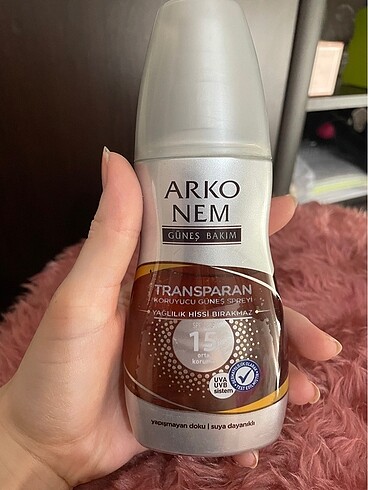 ARKO
NEM
GÜNEŞ BAKIM
TRANSPARAN
KORUYUCU GÜNEŞ SPREYİ
YAĞLILIK HİSSİ BIRAKMAZ
15
orta
koruma
UVA
UVB
sistem
yapışmayan doku | suya dayanıklı